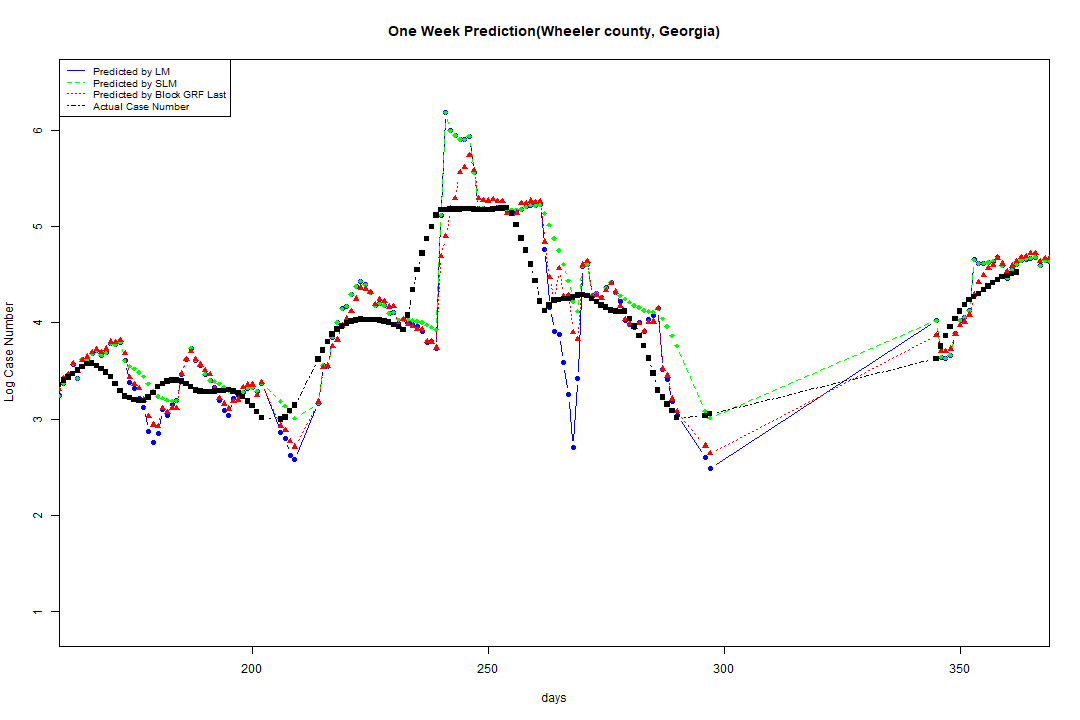 One Week Prediction(Wheeler county, Georgia)
Predicted by LM
Predicted by SLM
Predicted by Block GRF Last
Actual Case Number
Log Case Number
6
5
4
3
2
1
200 250 300 350
days